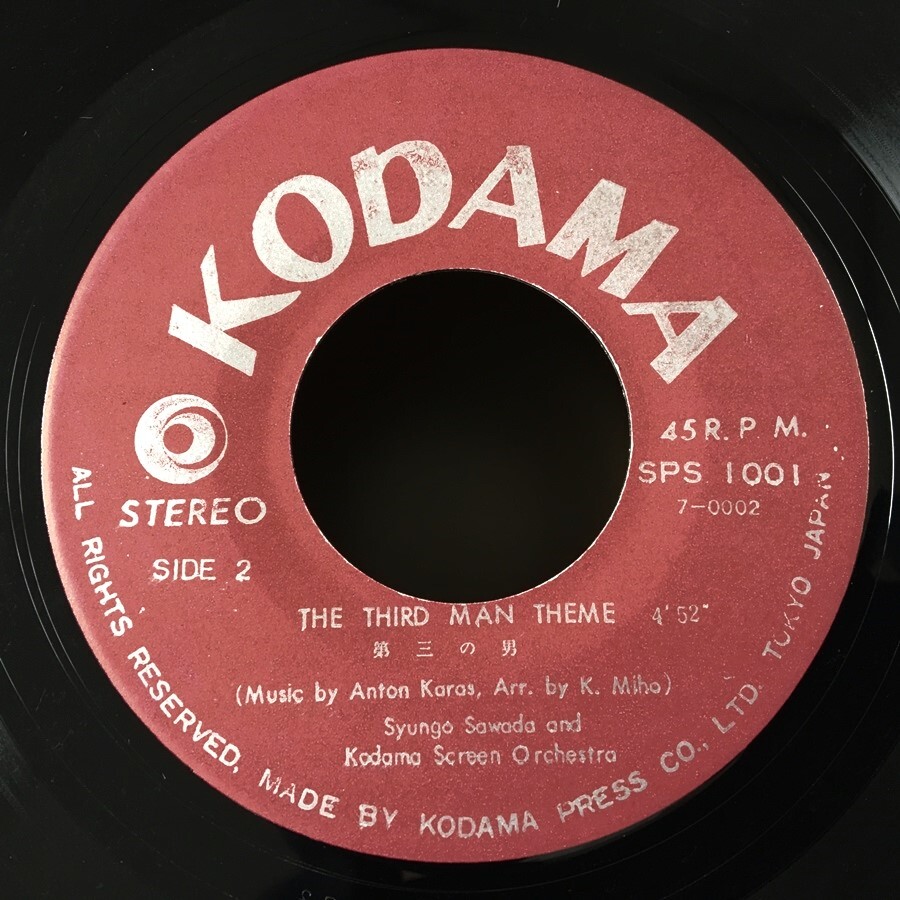 KODAMA
STEREO
SIDE 2
45 R. P M.
SPS 1001
7-0002
THE THIRD MAN THEME 4'52"
第三の男
(Music by Anton Karas, Arr. by K. Miho)
Syungo Sawada and
Kodama Screen Orchestra
ALL RIGHTS RESERVED, MADE BY KODAMA PRESS CO., LTD. TOKYO JAPAN